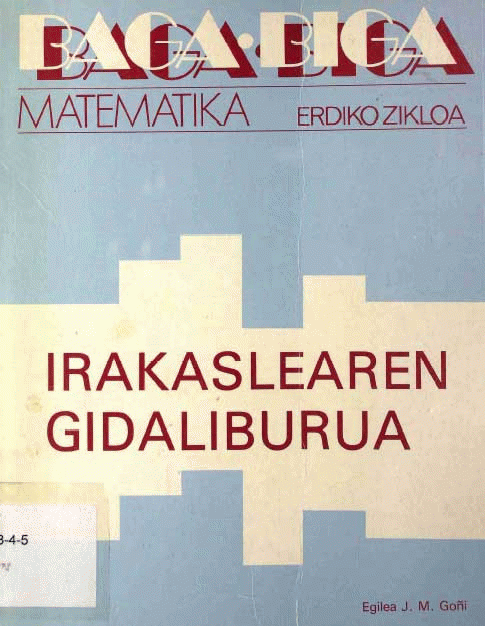 BAGA·BIGA
MATEMATIKA ERDIKO ZIKLOA
IRAKASLEAREN
GIDALIBURUA
3-4-5
Egilea J. M. Goñi